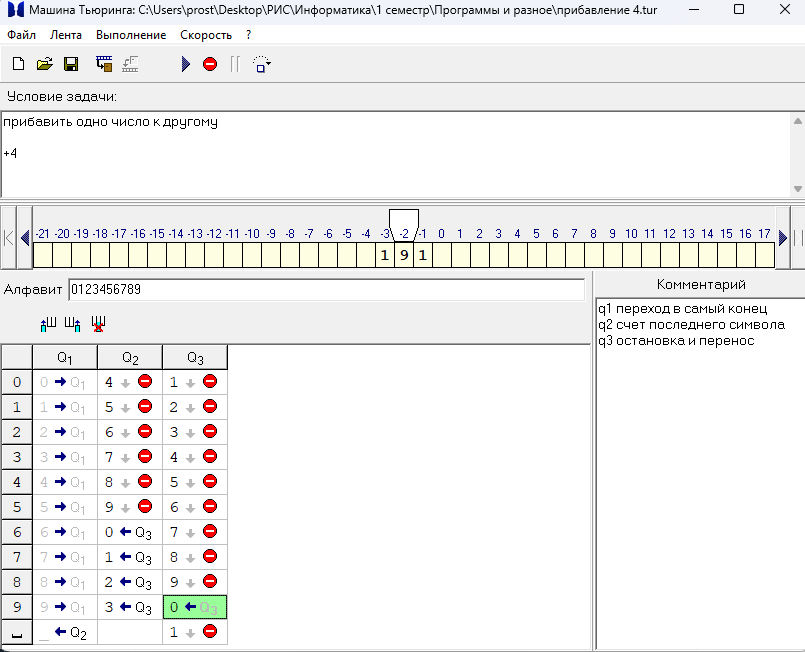 Машина Тьюринга: C:\Users\prost\Desktop\РИС\Информатика\1 семестр\Программы и разное\прибавление 4.tur
Файл Лента Выполнение Скорость ?
Условие задачи:
прибавить одно число к другому
+4
-21 -20 -19 -18 -17 -16 -15 -14 -13 -12 -11 -10 -9 -8 -7 -6 -5 -4 -3 -2 -1 0 1 2 3 4 5 6 7 8 9 10 11 12 13 14 15 16 17
1 9 1
Алфавит 0123456789
Комментарий
q1 переход в самый конец
q2 счет последнего символа
q3 остановка и перенос
Q1 Q2 Q3
0 0 → Q1 4 ↓ 1 ↓
1 1 → Q1 5 ↓ 2 ↓
2 2 → Q1 6 ↓ 3 ↓
3 3 → Q1 7 ↓ 4 ↓
4 4 → Q1 8 ↓ 5 ↓
5 5 → Q1 9 ↓ 6 ↓
6 6 → Q1 0 ← Q3 7 ↓
7 7 → Q1 1 ← Q3 8 ↓
8 8 → Q1 2 ← Q3 9 ↓
9 9 → Q1 3 ← Q3 0 ← Q3
_ _ ← Q2 1 ↓